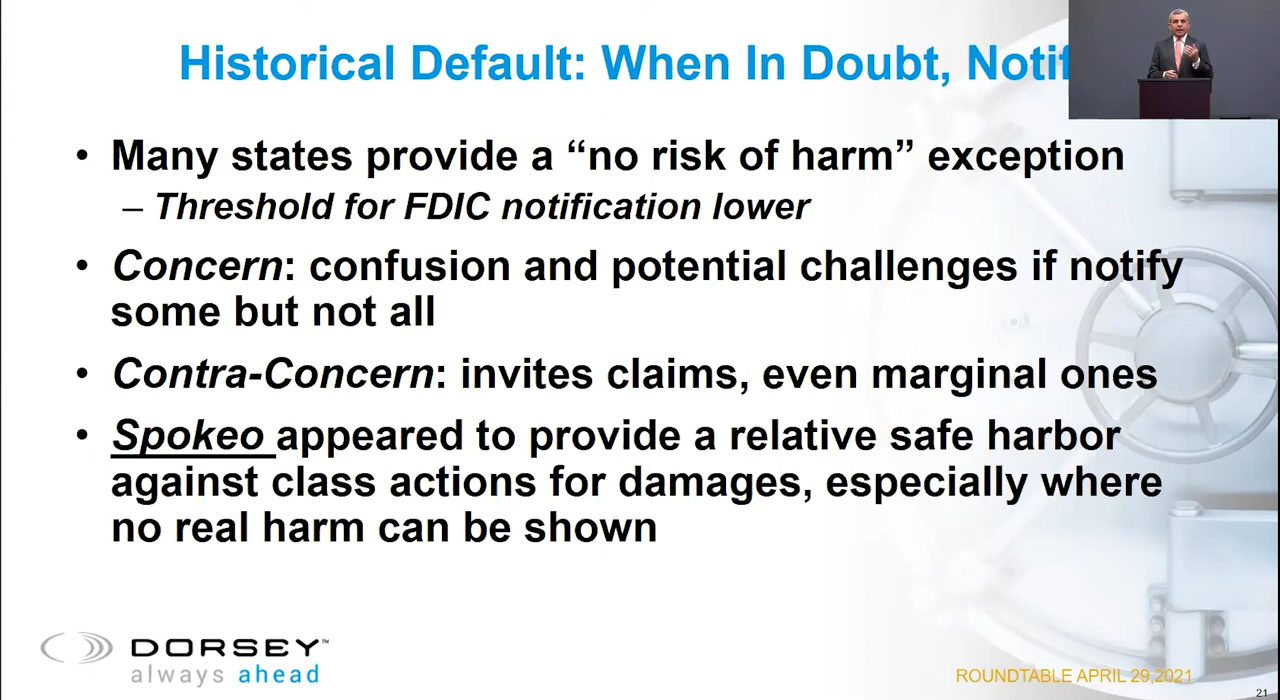 Historical Default: When In Doubt, Notif
• Many states provide a “no risk of harm” exception
– Threshold for FDIC notification lower
• Concern: confusion and potential challenges if notify
some but not all
• Contra-Concern: invites claims, even marginal ones
• Spokeo appeared to provide a relative safe harbor
against class actions for damages, especially where
no real harm can be shown
DORSEY™
always ahead
ROUNDTABLE APRIL 29,2021
21